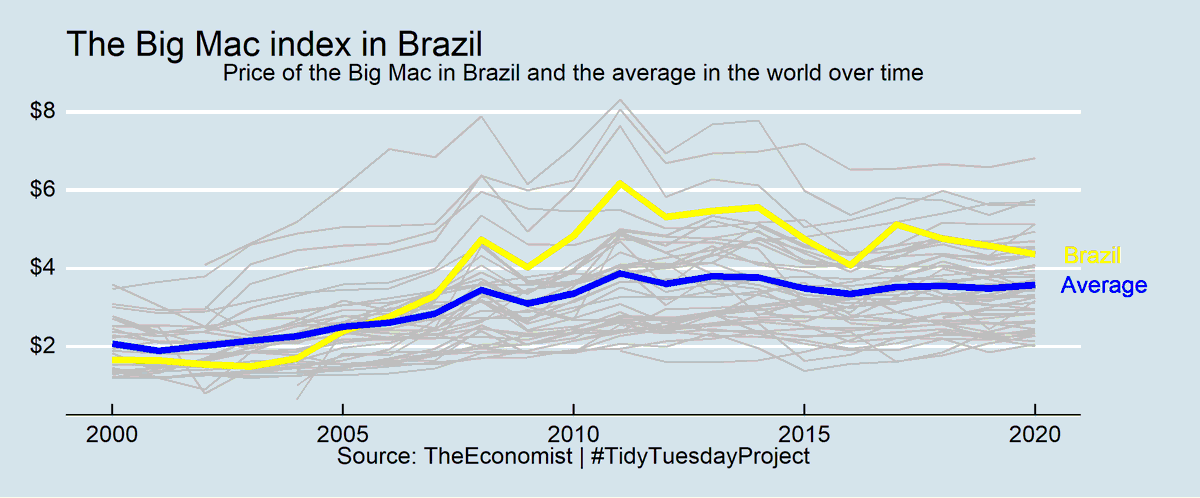 The Big Mac index in Brazil
Price of the Big Mac in Brazil and the average in the world over time
$8
$6
$4
$2
Brazil
Average
2000 2005 2010 2015 2020
Source: TheEconomist | #TidyTuesdayProject